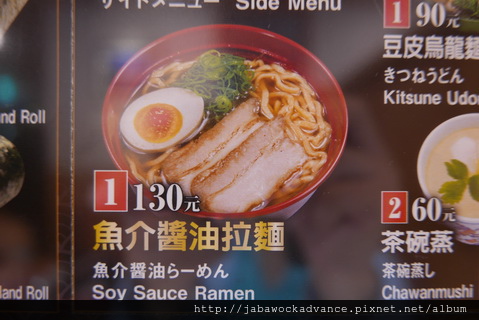 サイドメニュー Side Menu
and Roll
and Roll
1 130元
魚介醬油拉麵
魚介醤油らーめん
Soy Sauce Ramen
1 90元
豆皮烏龍麵
きつねうどん
Kitsune Udon
2 60元
茶碗蒸
茶碗蒸し
Chawanmushi
http://jabawockadvance.pixnet.net/album